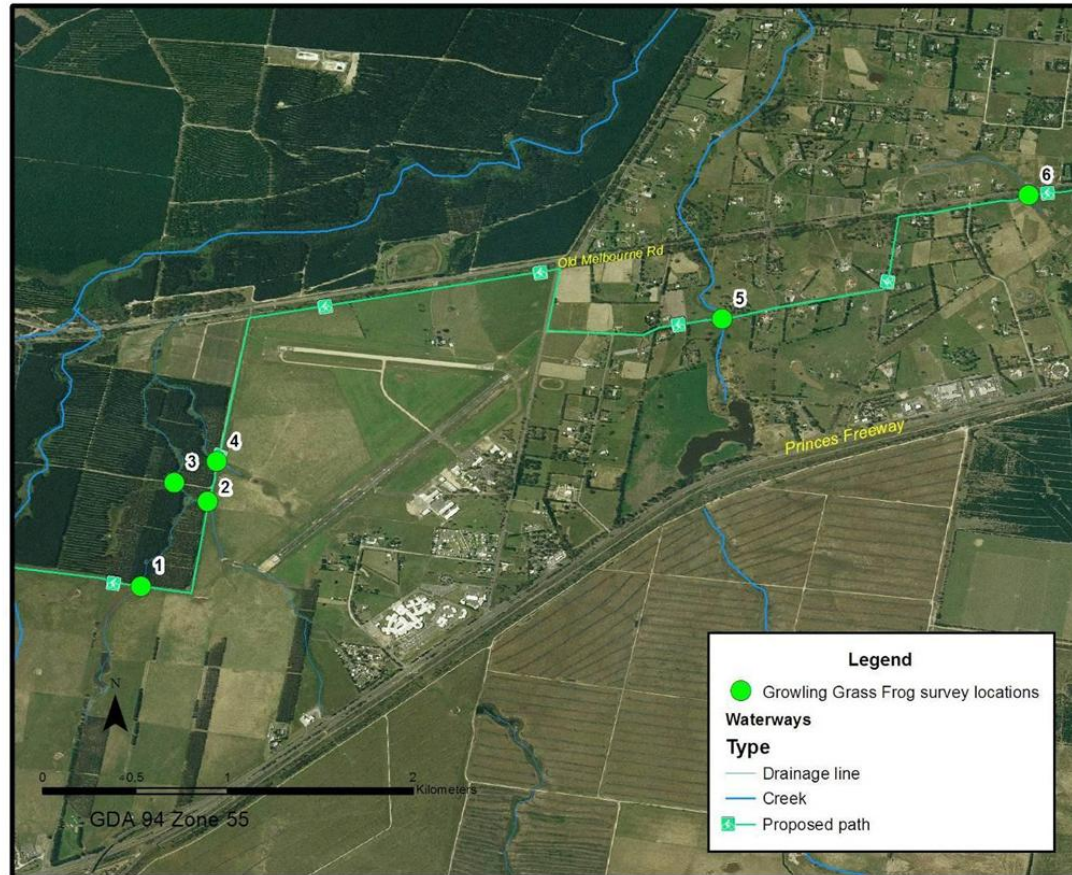 6
Old Melbourne Rd
5
Princes Freeway
4
3
2
1
N
0 0.5 1 2
Kilometers
GDA 94 Zone 55
Legend
Growling Grass Frog survey locations
Waterways
Type
Drainage line
Creek
Proposed path